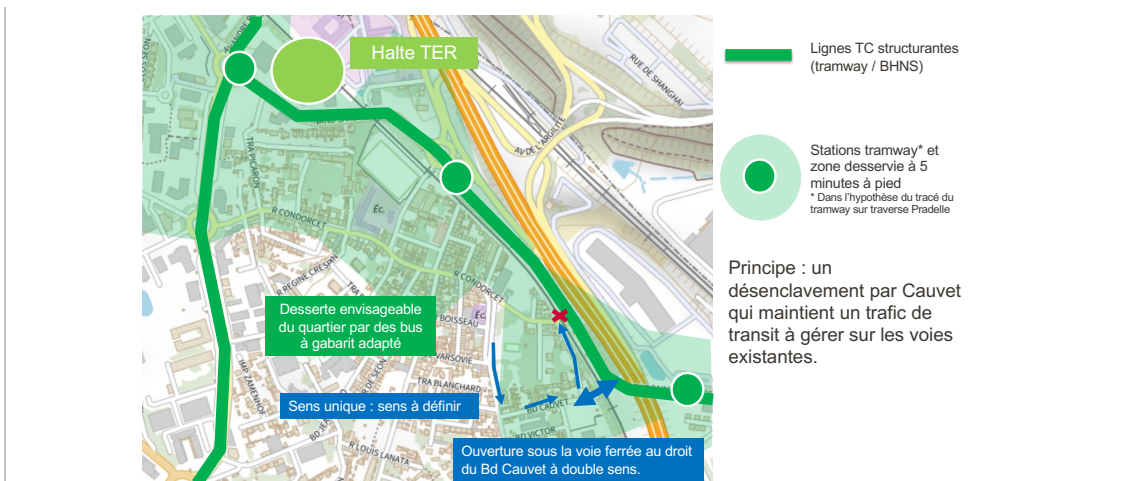 Halte TER
RUE DE SHANGHAI
AV DE L'ARGILITE
TRA PICARON
Éc.
R CONDORCET
R REGINE CRESPIN
R CONDORCET
Desserte envisageable
du quartier par des bus
à gabarit adapté
BOISSEAU
Éc.
DE VARSOVIE
TRA BLANCHARD
IMP ZAMENHOF
Sens unique : sens à définir
BD CAUVET
BD VICTOR
R LOUIS LANATA
Ouverture sous la voie ferrée au droit
du Bd Cauvet à double sens.
Lignes TC structurantes
(tramway / BHNS)
Stations tramway* et
zone desservie à 5
minutes à pied
* Dans l'hypothèse du tracé du
tramway sur traverse Pradelle
Principe : un
désenclavement par Cauvet
qui maintient un trafic de
transit à gérer sur les voies
existantes.